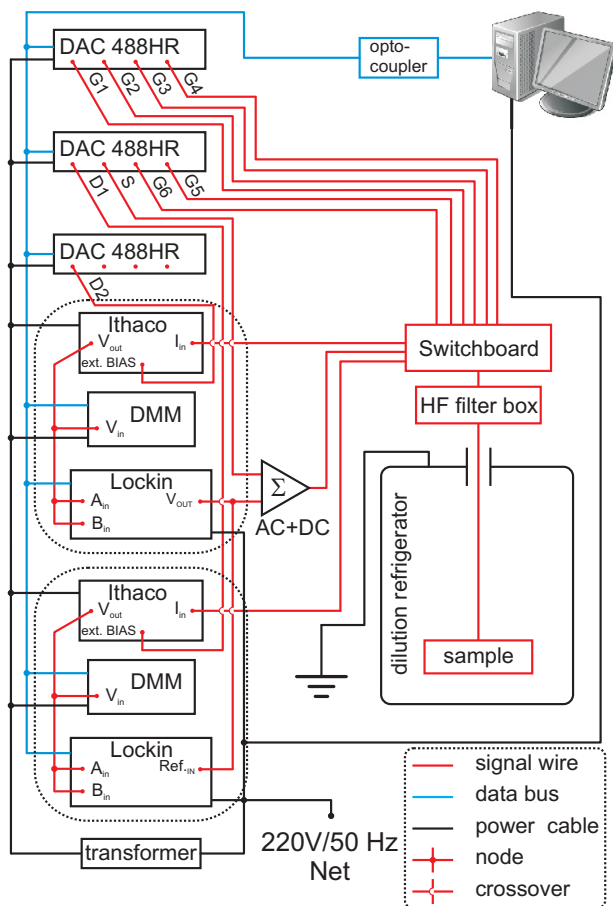 DAC 488HR
G1 G2 G3 G4
opto-
coupler
DAC 488HR
D1 S G6 G5
DAC 488HR
D2
Ithaco
Vout
Iin
ext. BIAS
DMM
Vin
Lockin
Ain
VOUT
Bin
Σ
AC+DC
Switchboard
HF filter box
dilution refrigerator
sample
Ithaco
Vout
Iin
ext. BIAS
DMM
Vin
Lockin
Ain
Ref.IN
Bin
transformer
220V/50 Hz
Net
signal wire
data bus
power cable
node
crossover